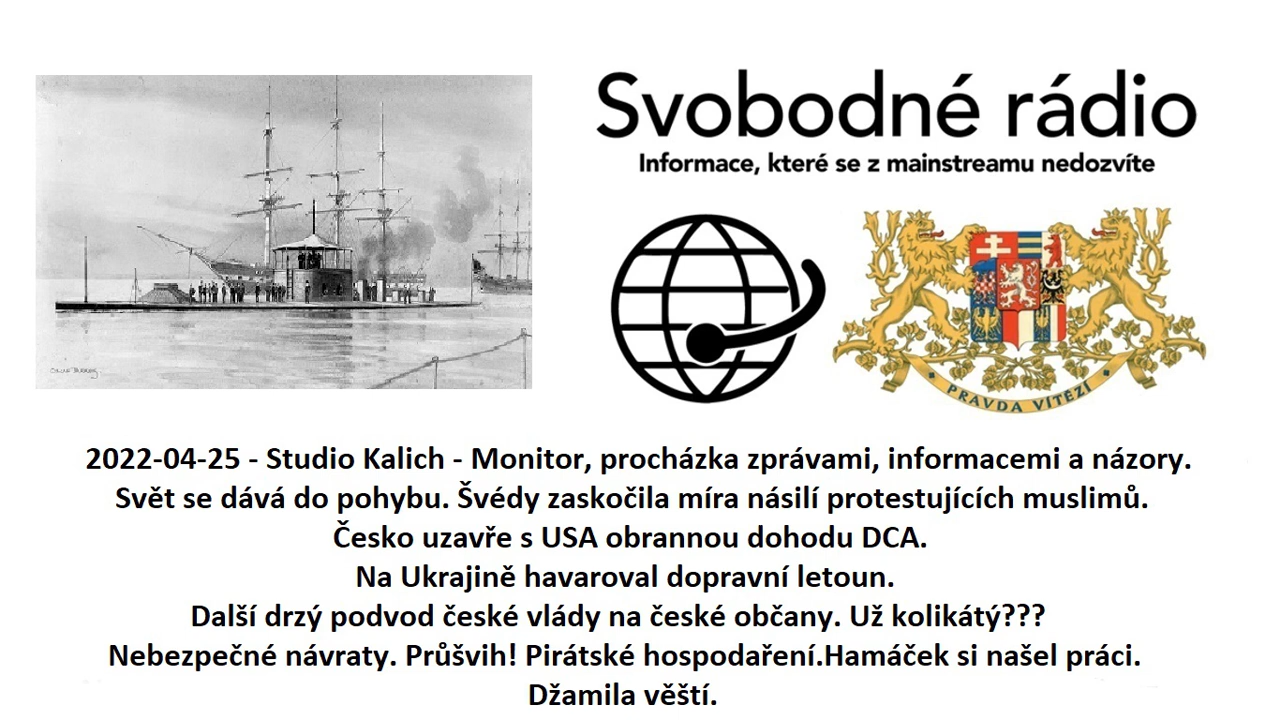 Svobodné rádio
Informace, které se z mainstreamu nedozvíte
PRAVDA VÍTĚZÍ
2022-04-25 - Studio Kalich - Monitor, procházka zprávami, informacemi a názory.
Svět se dává do pohybu. Švédy zaskočila míra násilí protestujících muslimů.
Česko uzavře s USA obrannou dohodu DCA.
Na Ukrajině havaroval dopravní letoun.
Další drzý podvod české vlády na české občany. Už kolikátý???
Nebezpečné návraty. Průšvih! Pirátské hospodaření.Hamáček si našel práci.
Džamila věští.